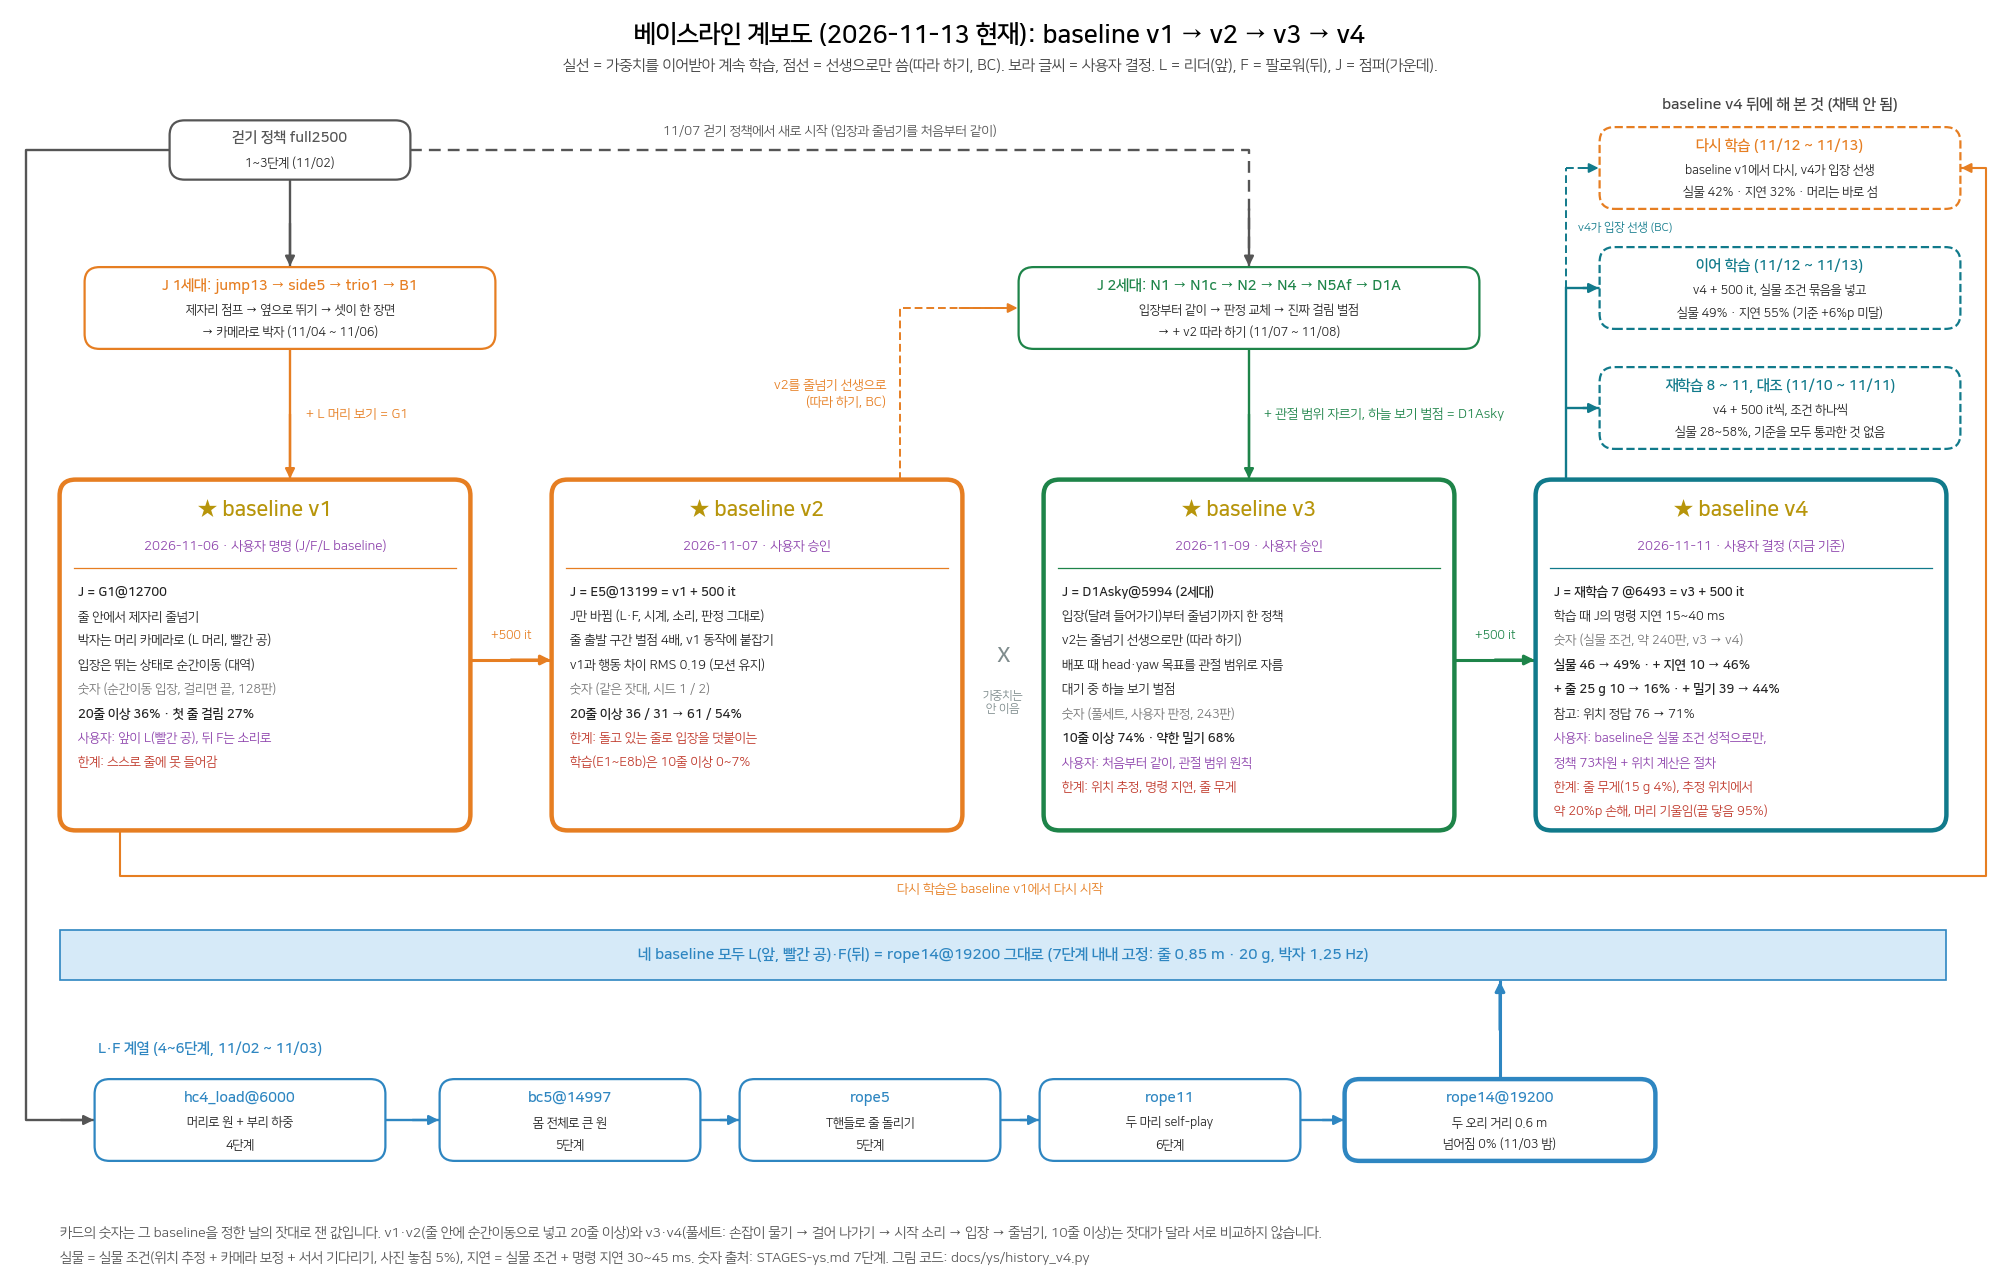 베이스라인 계보도 (2026-11-13 현재): baseline v1 → v2 → v3 → v4
실선 = 가중치를 이어받아 계속 학습, 점선 = 선생으로만 씀(따라 하기, BC). 보라 글씨 = 사용자 결정. L = 리더(앞), F = 팔로워(뒤), J = 점퍼(가운데).
걷기 정책 full2500
1~3단계 (11/02)
11/07 걷기 정책에서 새로 시작 (입장과 줄넘기를 처음부터 같이)
baseline v4 뒤에 해 본 것 (채택 안 됨)
다시 학습 (11/12 ~ 11/13)
baseline v1에서 다시, v4가 입장 선생
실물 42% · 지연 32% · 머리는 바로 섬
v4가 입장 선생 (BC)
이어 학습 (11/12 ~ 11/13)
v4 + 500 it, 실물 조건 묶음을 넣고
실물 49% · 지연 55% (기준 +6%p 미달)
재학습 8 ~ 11, 대조 (11/10 ~ 11/11)
v4 + 500 it씩, 조건 하나씩
실물 28~58%, 기준을 모두 통과한 것 없음
J 1세대: jump13 → side5 → trio1 → B1
제자리 점프 → 옆으로 뛰기 → 셋이 한 장면
→ 카메라로 박자 (11/04 ~ 11/06)
J 2세대: N1 → N1c → N2 → N4 → N5Af → D1A
입장부터 같이 → 판정 교체 → 진짜 걸림 벌점
→ + v2 따라 하기 (11/07 ~ 11/08)
+ L 머리 보기 = G1
v2를 줄넘기 선생으로
(따라 하기, BC)
+ 관절 범위 자르기, 하늘 보기 벌점 = D1Asky
★ baseline v1
2026-11-06 · 사용자 명명 (J/F/L baseline)
J = G1@12700
줄 안에서 제자리 줄넘기
박자는 머리 카메라로 (L 머리, 빨간 공)
입장은 뛰는 상태로 순간이동 (대역)
숫자 (순간이동 입장, 걸리면 끝, 128판)
20줄 이상 36% · 첫 줄 걸림 27%
사용자: 앞이 L(빨간 공), 뒤 F는 소리로
한계: 스스로 줄에 못 들어감
+500 it
★ baseline v2
2026-11-07 · 사용자 승인
J = E5@13199 = v1 + 500 it
J만 바뀜 (L·F, 시계, 소리, 판정 그대로)
줄 출발 구간 벌점 4배, v1 동작에 붙잡기
v1과 행동 차이 RMS 0.19 (모션 유지)
숫자 (같은 잣대, 시드 1 / 2)
20줄 이상 36 / 31 → 61 / 54%
한계: 돌고 있는 줄로 입장을 덧붙이는
학습(E1~E8b)은 10줄 이상 0~7%
X
가중치는
안 이음
★ baseline v3
2026-11-09 · 사용자 승인
J = D1Asky@5994 (2세대)
입장(달려 들어가기)부터 줄넘기까지 한 정책
v2는 줄넘기 선생으로만 (따라 하기)
배포 때 head·yaw 목표를 관절 범위로 자름
대기 중 하늘 보기 벌점
숫자 (풀세트, 사용자 판정, 243판)
10줄 이상 74% · 약한 밀기 68%
사용자: 처음부터 같이, 관절 범위 원칙
한계: 위치 추정, 명령 지연, 줄 무게
+500 it
★ baseline v4
2026-11-11 · 사용자 결정 (지금 기준)
J = 재학습 7 @6493 = v3 + 500 it
학습 때 J의 명령 지연 15~40 ms
숫자 (실물 조건, 약 240판, v3 → v4)
실물 46 → 49% · + 지연 10 → 46%
+ 줄 25 g 10 → 16% · + 밀기 39 → 44%
참고: 위치 정답 76 → 71%
사용자: baseline은 실물 조건 성적으로만,
정책 73차원 + 위치 계산은 절차
한계: 줄 무게(15 g 4%), 추정 위치에서
약 20%p 손해, 머리 기울임(끝 닿음 95%)
다시 학습은 baseline v1에서 다시 시작
네 baseline 모두 L(앞, 빨간 공)·F(뒤) = rope14@19200 그대로 (7단계 내내 고정: 줄 0.85 m · 20 g, 박자 1.25 Hz)
L·F 계열 (4~6단계, 11/02 ~ 11/03)
hc4_load@6000
머리로 원 + 부리 하중
4단계
bc5@14997
몸 전체로 큰 원
5단계
rope5
T핸들로 줄 돌리기
5단계
rope11
두 마리 self-play
6단계
rope14@19200
두 오리 거리 0.6 m
넘어짐 0% (11/03 밤)
카드의 숫자는 그 baseline을 정한 날의 잣대로 잰 값입니다. v1·v2(줄 안에 순간이동으로 넣고 20줄 이상)와 v3·v4(풀세트: 손잡이 물기 → 걸어 나가기 → 시작 소리 → 입장 → 줄넘기, 10줄 이상)는 잣대가 달라 서로 비교하지 않습니다.
실물 = 실물 조건(위치 추정 + 카메라 보정 + 서서 기다리기, 사진 놓침 5%), 지연 = 실물 조건 + 명령 지연 30~45 ms. 숫자 출처: STAGES-ys.md 7단계. 그림 코드: docs/ys/history_v4.py